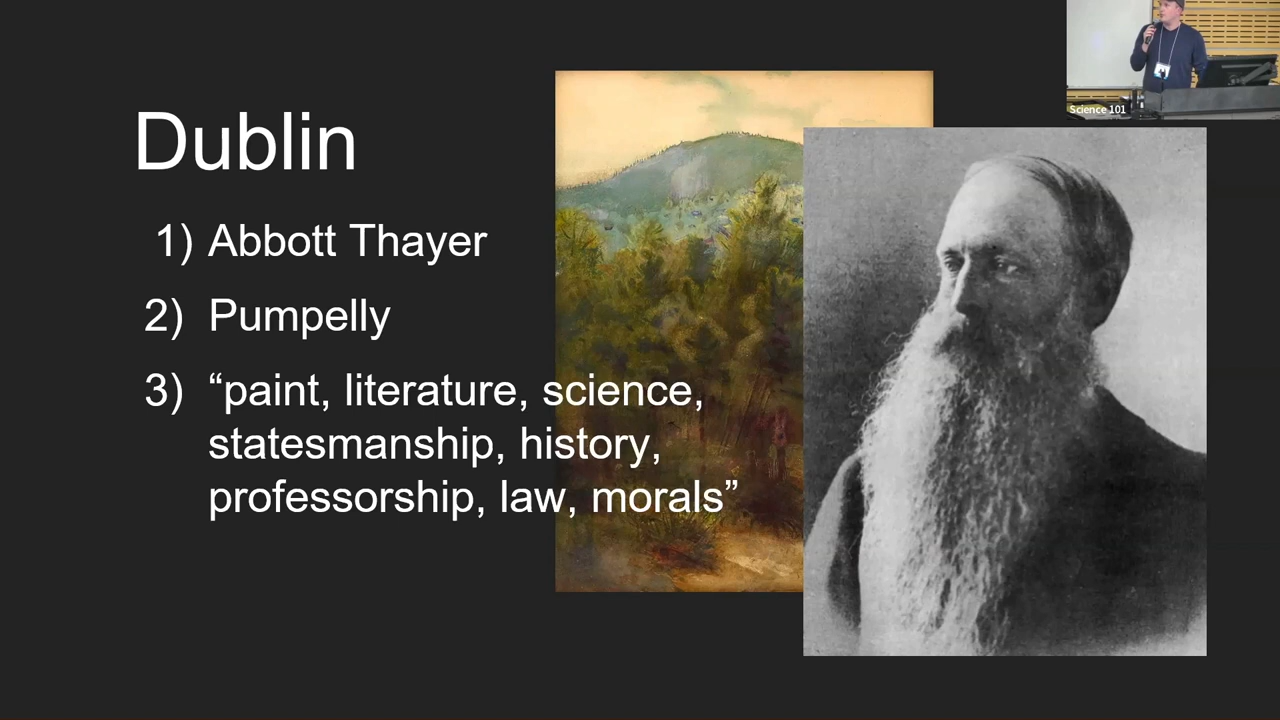 Science 101
Dublin
1) Abbott Thayer
2) Pumpelly
3) “paint, literature, science,
statesmanship, history,
professorship, law, morals”